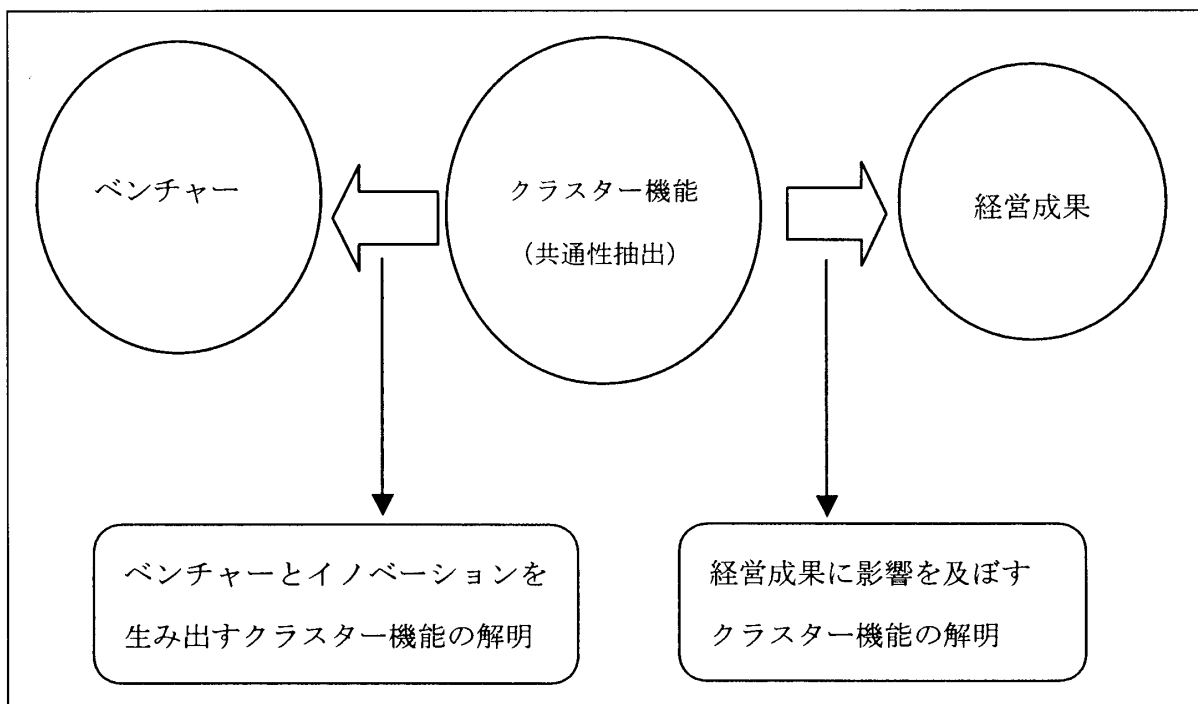 ベンチャー
クラスター機能
（共通性抽出）
経営成果
ベンチャーとイノベーションを
生み出すクラスター機能の解明
経営成果に影響を及ぼす
クラスター機能の解明